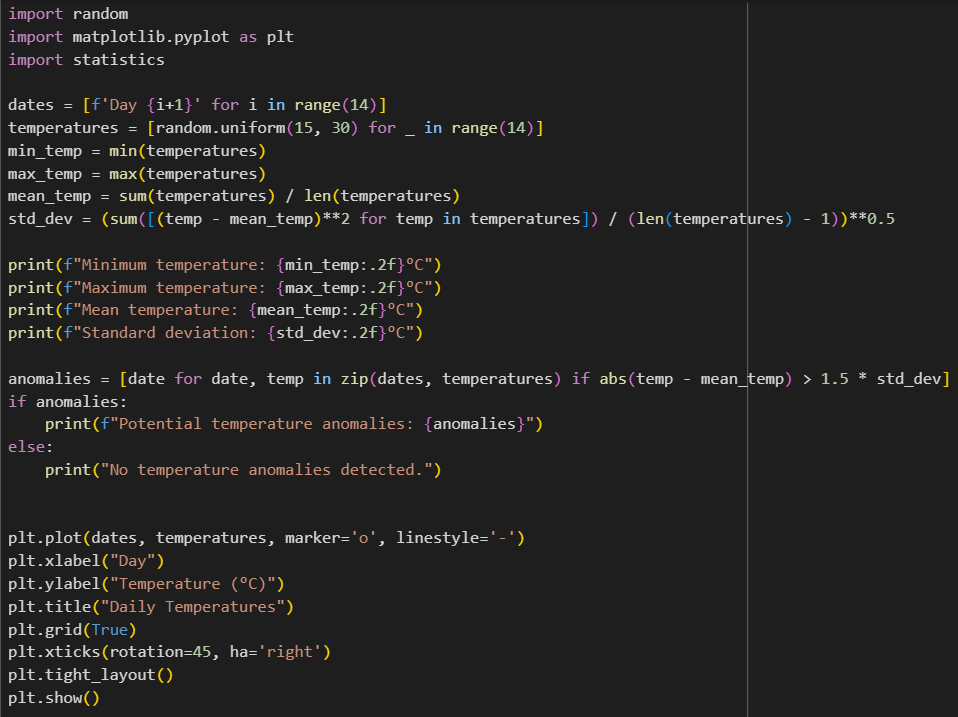 import random
import matplotlib.pyplot as plt
import statistics

dates = [f'Day {i+1}' for i in range(14)]
temperatures = [random.uniform(15, 30) for _ in range(14)]
min_temp = min(temperatures)
max_temp = max(temperatures)
mean_temp = sum(temperatures) / len(temperatures)
std_dev = (sum([(temp - mean_temp)**2 for temp in temperatures]) / (len(temperatures) - 1))**0.5

print(f"Minimum temperature: {min_temp:.2f}°C")
print(f"Maximum temperature: {max_temp:.2f}°C")
print(f"Mean temperature: {mean_temp:.2f}°C")
print(f"Standard deviation: {std_dev:.2f}°C")

anomalies = [date for date, temp in zip(dates, temperatures) if abs(temp - mean_temp) > 1.5 * std_dev]
if anomalies:
    print(f"Potential temperature anomalies: {anomalies}")
else:
    print("No temperature anomalies detected.")


plt.plot(dates, temperatures, marker='o', linestyle='-')
plt.xlabel("Day")
plt.ylabel("Temperature (°C)")
plt.title("Daily Temperatures")
plt.grid(True)
plt.xticks(rotation=45, ha='right')
plt.tight_layout()
plt.show()